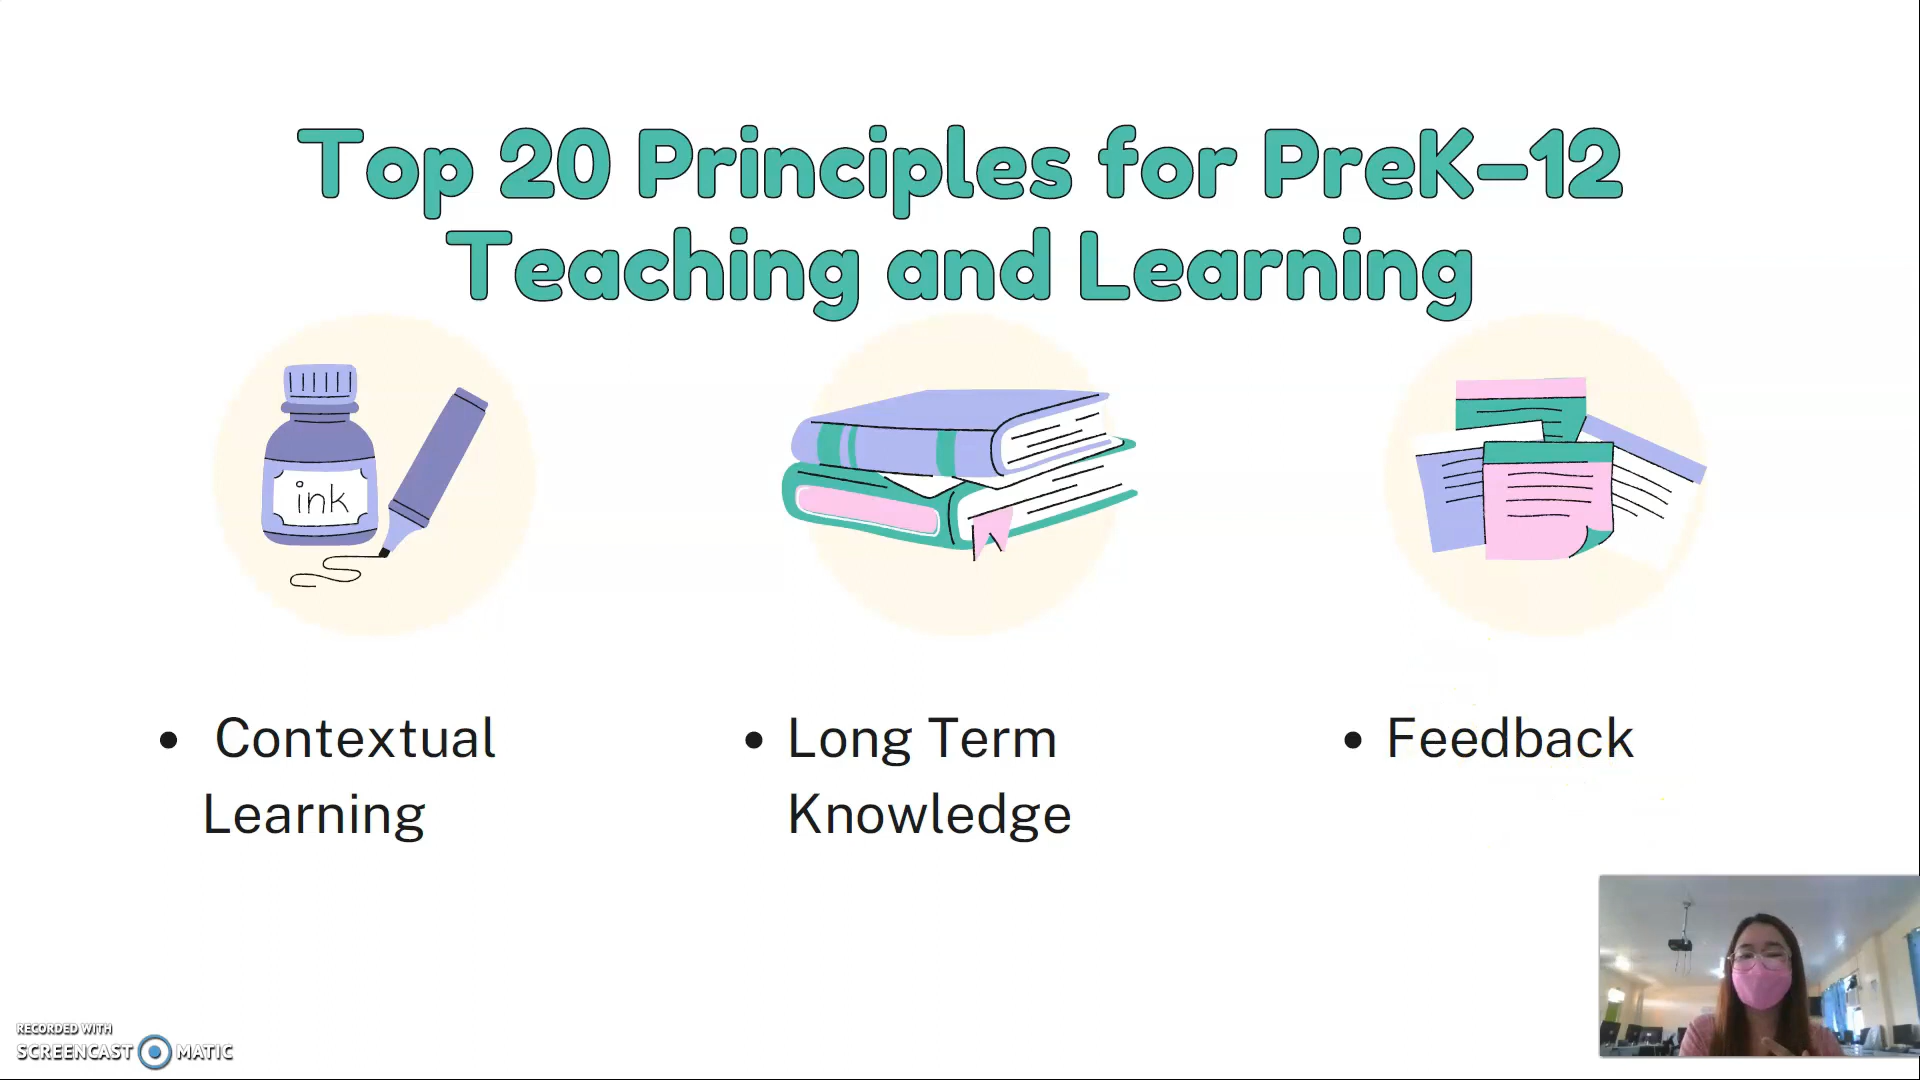 Top 20 Principles for PreK–12
Teaching and Learning
ink
• Contextual
Learning
• Long Term
Knowledge
• Feedback
RECORDED WITH
SCREENCAST MATIC